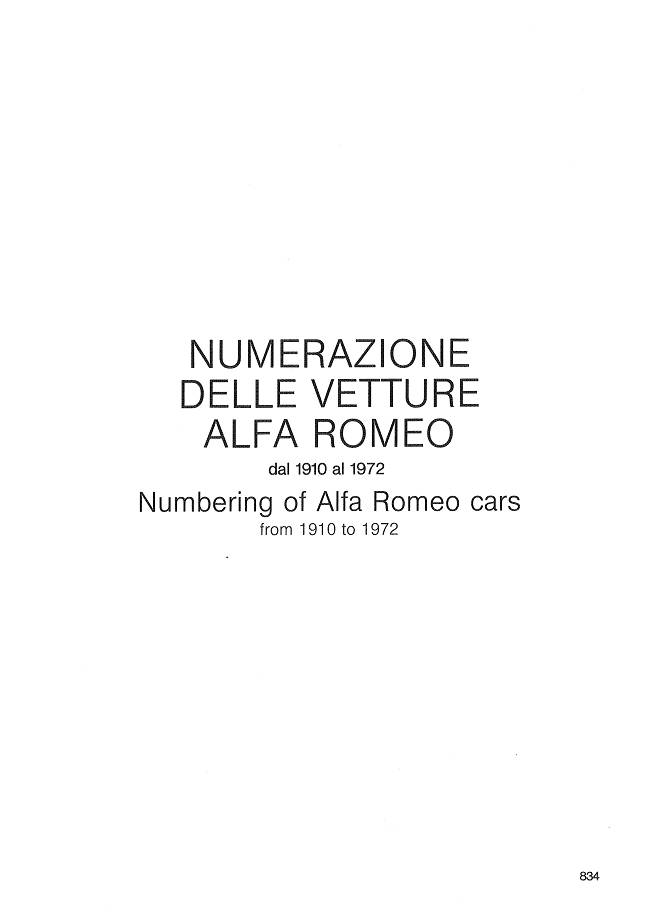 NUMERAZIONE
DELLE VETTURE
ALFA ROMEO
dal 1910 al 1972
Numbering of Alfa Romeo cars
from 1910 to 1972
834